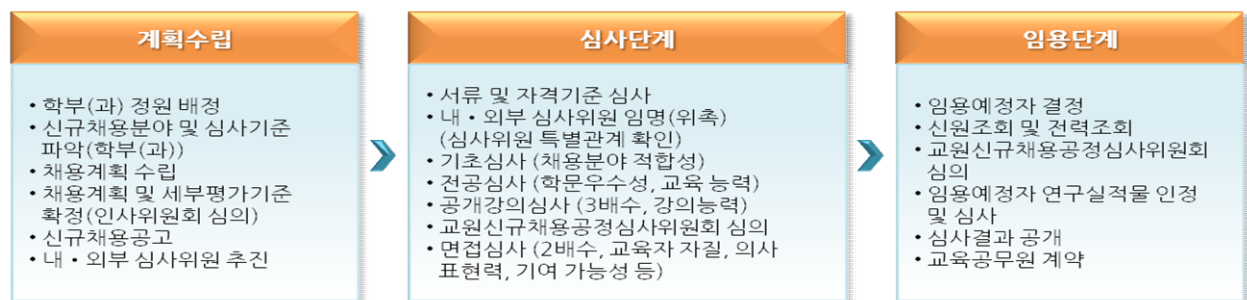 계획수립
• 학부(과) 정원 배정
• 신규채용분야 및 심사기준
파악(학부(과))
• 채용계획 수립
• 채용계획 및 세부평가기준
확정(인사위원회 심의)
• 신규채용공고
• 내・외부 심사위원 추진
심사단계
• 서류 및 자격기준 심사
• 내・외부 심사위원 임명(위촉)
(심사위원 특별관계 확인)
• 기초심사 (채용분야 적합성)
• 전공심사 (학문우수성, 교육 능력)
• 공개강의심사 (3배수, 강의능력)
• 교원신규채용공정심사위원회 심의
• 면접심사 (2배수, 교육자 자질, 의사
표현력, 기여 가능성 등)
임용단계
• 임용예정자 결정
• 신원조회 및 전력조회
• 교원신규채용공정심사위원회
심의
• 임용예정자 연구실적물 인정
및 심사
• 심사결과 공개
• 교육공무원 계약